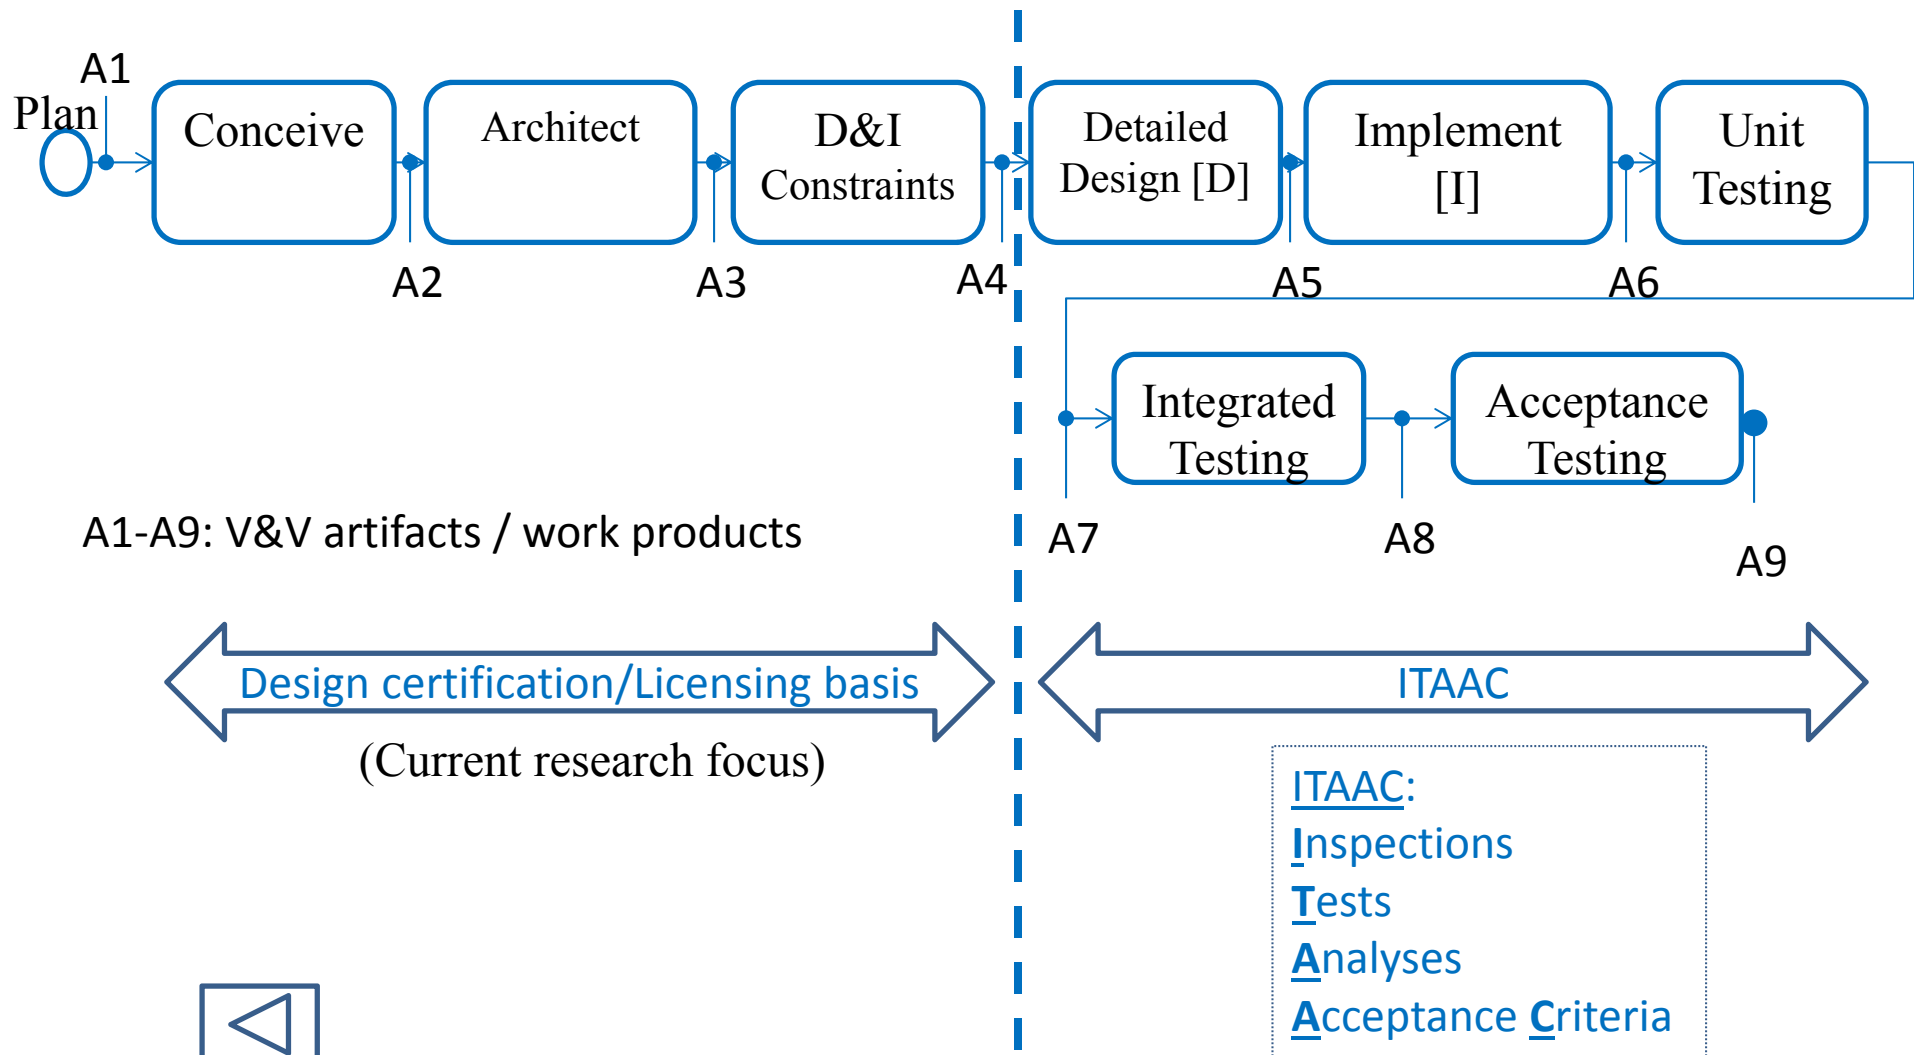 A1
Plan
Conceive
Architect
D&I
Constraints
Detailed
Design [D]
Implement
[I]
Unit
Testing
A2
A3
A4
A5
A6
Integrated
Testing
Acceptance
Testing
A1-A9: V&V artifacts / work products
A7
A8
A9
Design certification/Licensing basis
ITAAC
(Current research focus)
ITAAC:
Inspections
Tests
Analyses
Acceptance Criteria